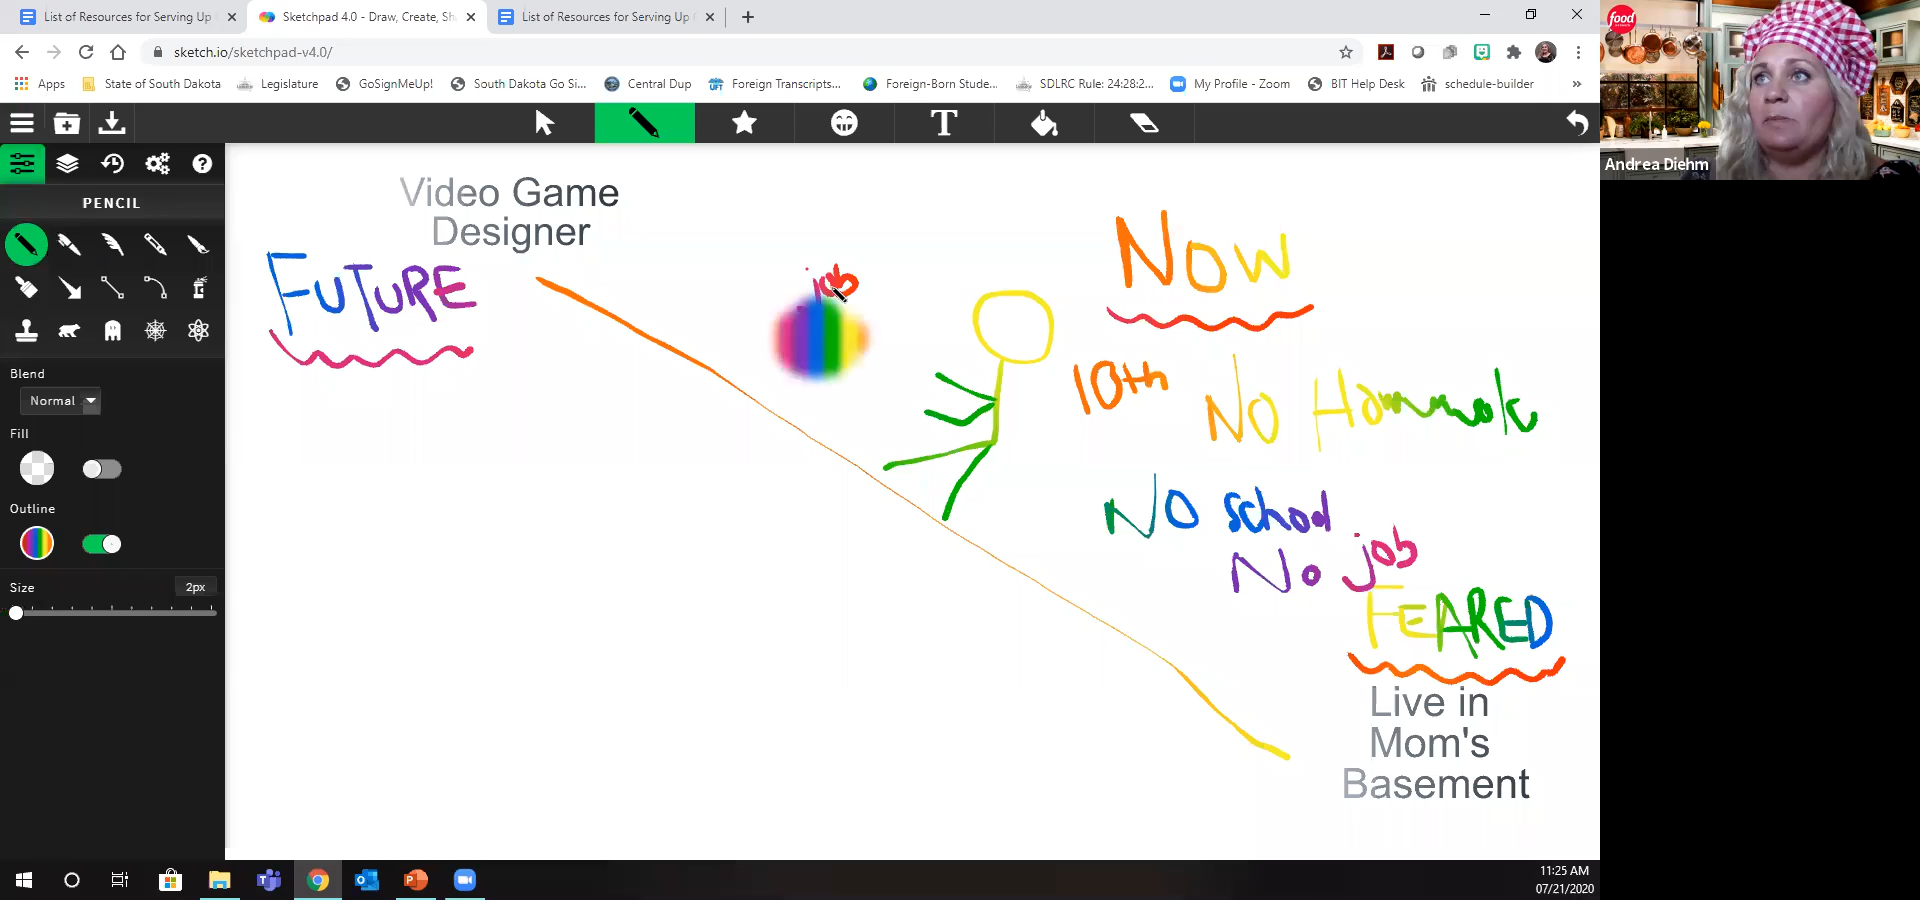 List of Resources for Serving Up
Sketchpad 4.0 - Draw, Create, Sh
List of Resources for Serving Up
sketch.io/sketchpad-v4.0/
Apps
State of South Dakota
Legislature
GoSignMeUp!
South Dakota Go Si...
Central Dup
Foreign Transcripts...
Foreign-Born Stude...
SDLRC Rule: 24:28:2...
My Profile - Zoom
BIT Help Desk
schedule-builder
»
food
Andrea Diehm
T
PENCIL
Blend
Normal
Fill
Outline
Size
2px
Video Game
Designer
FUTURE
job
NOW
10th
NO
NO school
No job
FEARED
Live in
Mom's
Basement
11:25 AM
07/21/2020